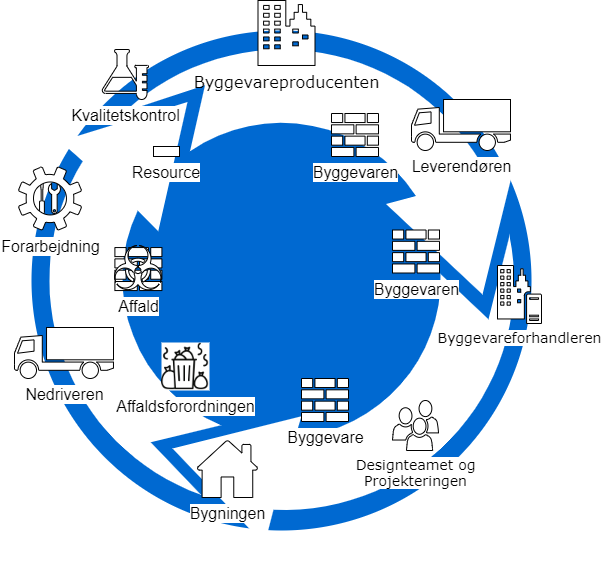 Byggevareproducenten
Kvalitetskontrol
Leverendøren
Resource
Byggevaren
Forarbejdning
Byggevaren
Affald
Byggevareforhandleren
Nedriveren
Affaldsforordningen
Byggevare
Designteamet og
Projekteringen
Bygningen